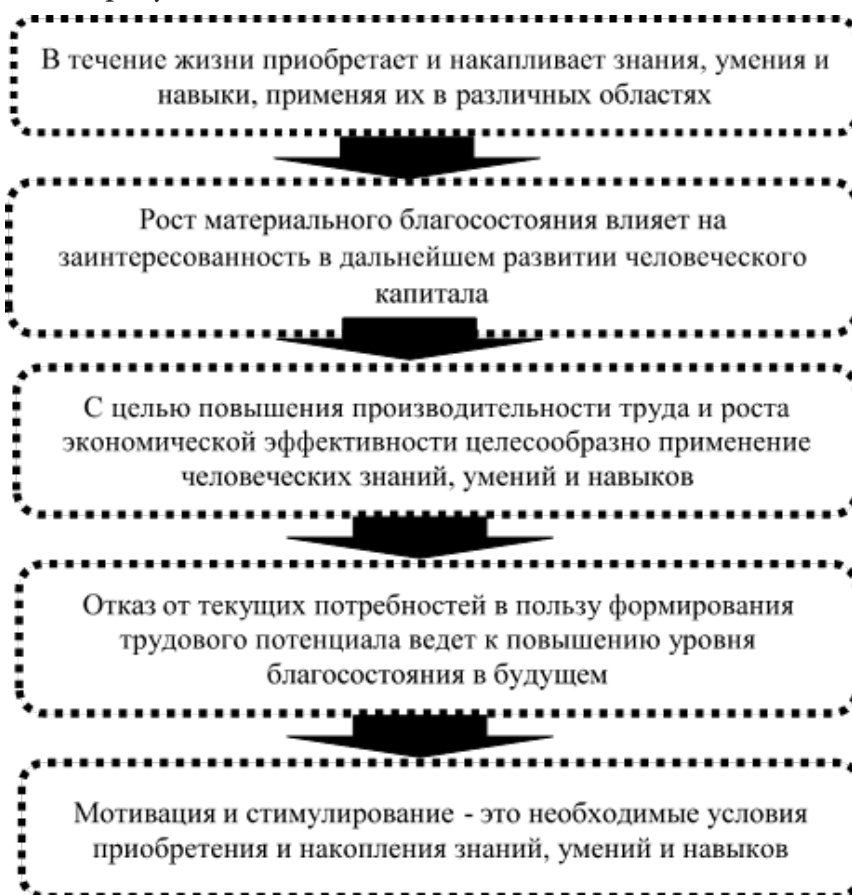 В течение жизни приобретает и накапливает знания, умения и
навыки, применяя их в различных областях
Рост материального благосостояния влияет на
заинтересованность в дальнейшем развитии человеческого
капитала
С целью повышения производительности труда и роста
экономической эффективности целесообразно применение
человеческих знаний, умений и навыков
Отказ от текущих потребностей в пользу формирования
трудового потенциала ведет к повышению уровня
благосостояния в будущем
Мотивация и стимулирование - это необходимые условия
приобретения и накопления знаний, умений и навыков